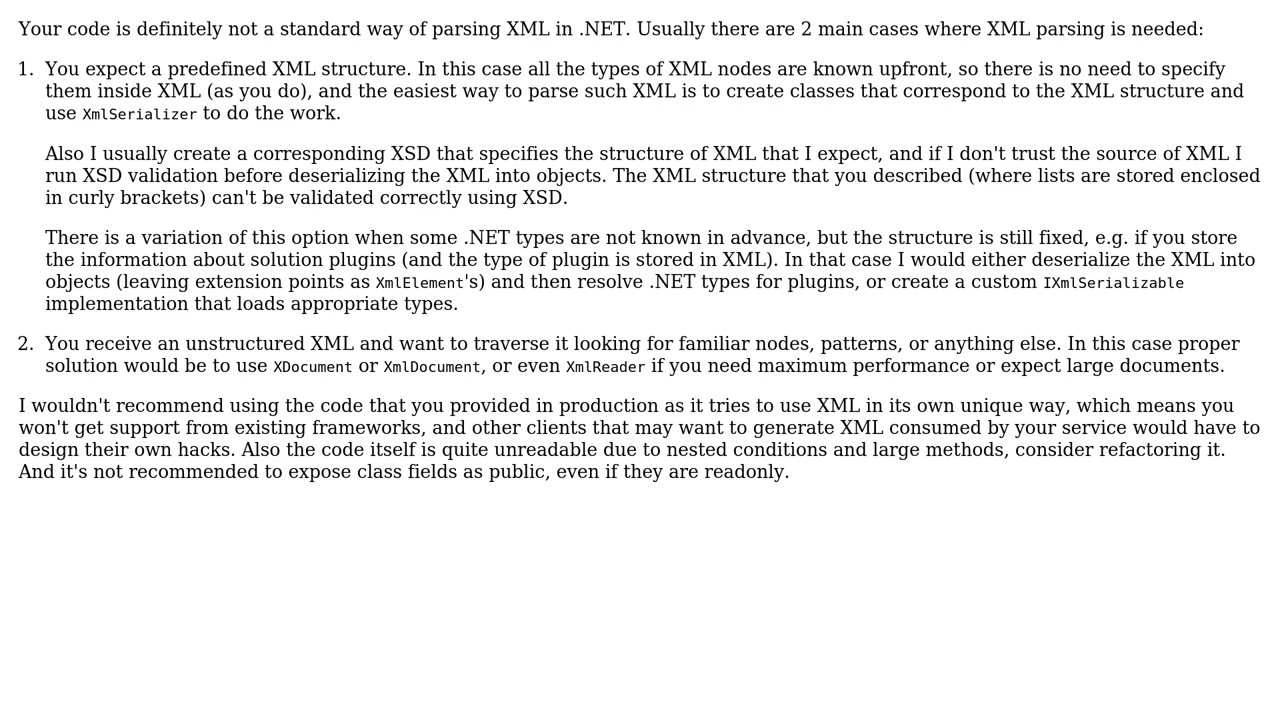 Your code is definitely not a standard way of parsing XML in .NET. Usually there are 2 main cases where XML parsing is needed:
1. You expect a predefined XML structure. In this case all the types of XML nodes are known upfront, so there is no need to specify
them inside XML (as you do), and the easiest way to parse such XML is to create classes that correspond to the XML structure and
use XmlSerializer to do the work.
Also I usually create a corresponding XSD that specifies the structure of XML that I expect, and if I don't trust the source of XML I
run XSD validation before deserializing the XML into objects. The XML structure that you described (where lists are stored enclosed
in curly brackets) can't be validated correctly using XSD.
There is a variation of this option when some .NET types are not known in advance, but the structure is still fixed, e.g. if you store
the information about solution plugins (and the type of plugin is stored in XML). In that case I would either deserialize the XML into
objects (leaving extension points as XmlElement's) and then resolve .NET types for plugins, or create a custom IXmlSerializable
implementation that loads appropriate types.
2. You receive an unstructured XML and want to traverse it looking for familiar nodes, patterns, or anything else. In this case proper
solution would be to use XDocument or XmlDocument, or even XmlReader if you need maximum performance or expect large documents.
I wouldn't recommend using the code that you provided in production as it tries to use XML in its own unique way, which means you
won't get support from existing frameworks, and other clients that may want to generate XML consumed by your service would have to
design their own hacks. Also the code itself is quite unreadable due to nested conditions and large methods, consider refactoring it.
And it's not recommended to expose class fields as public, even if they are readonly.